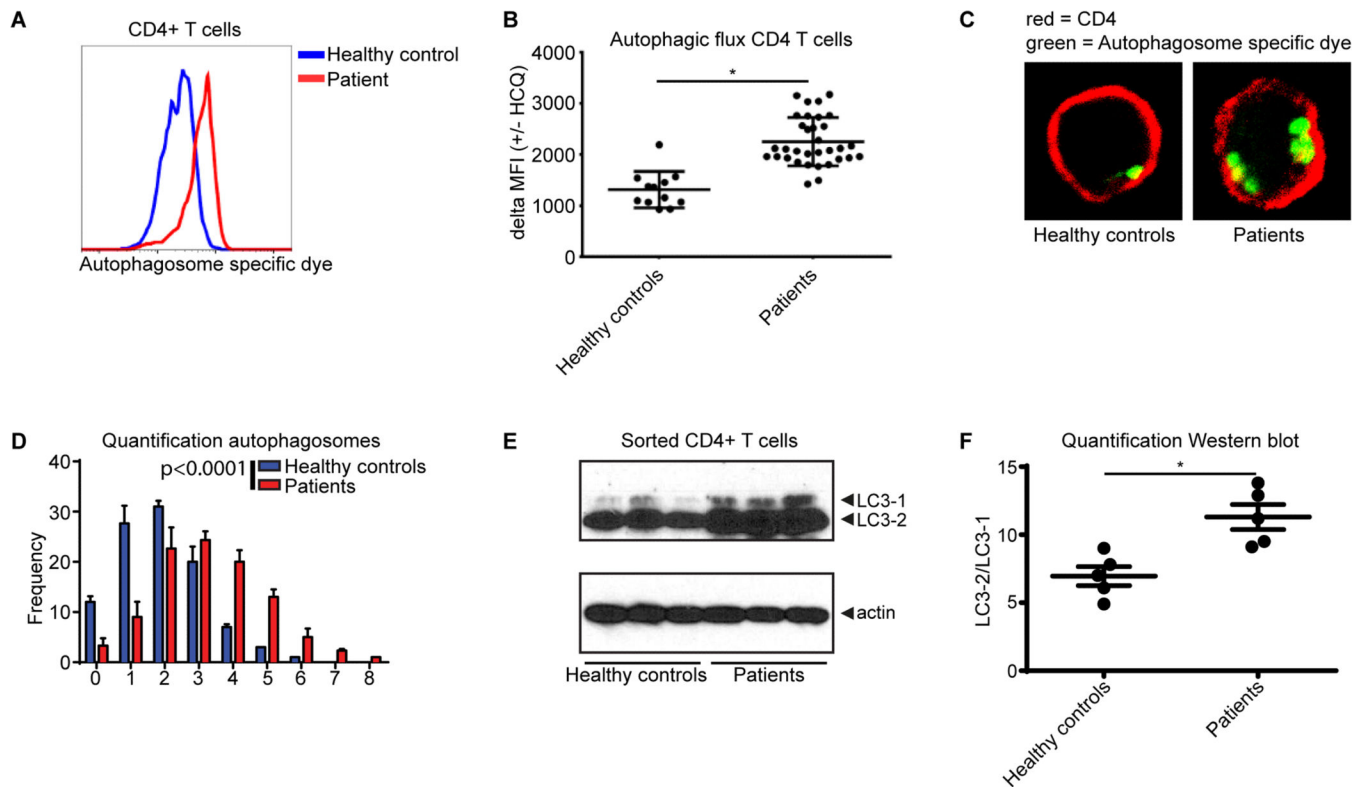 A
CD4+ T cells
Healthy control
Patient
Autophagosome specific dye
B
Autophagic flux CD4 T cells
*
delta MFI (+/- HCQ)
4000
3000
2000
1000
0
Healthy controls
Patients
C
red = CD4
green = Autophagosome specific dye
Healthy controls
Patients
D
Quantification autophagosomes
p<0.0001
Healthy controls
Patients
Frequency
40
30
20
10
0
0 1 2 3 4 5 6 7 8
E
Sorted CD4+ T cells
LC3-1
LC3-2
actin
Healthy controls
Patients
F
Quantification Western blot
*
LC3-2/LC3-1
15
10
5
0
Healthy controls
Patients